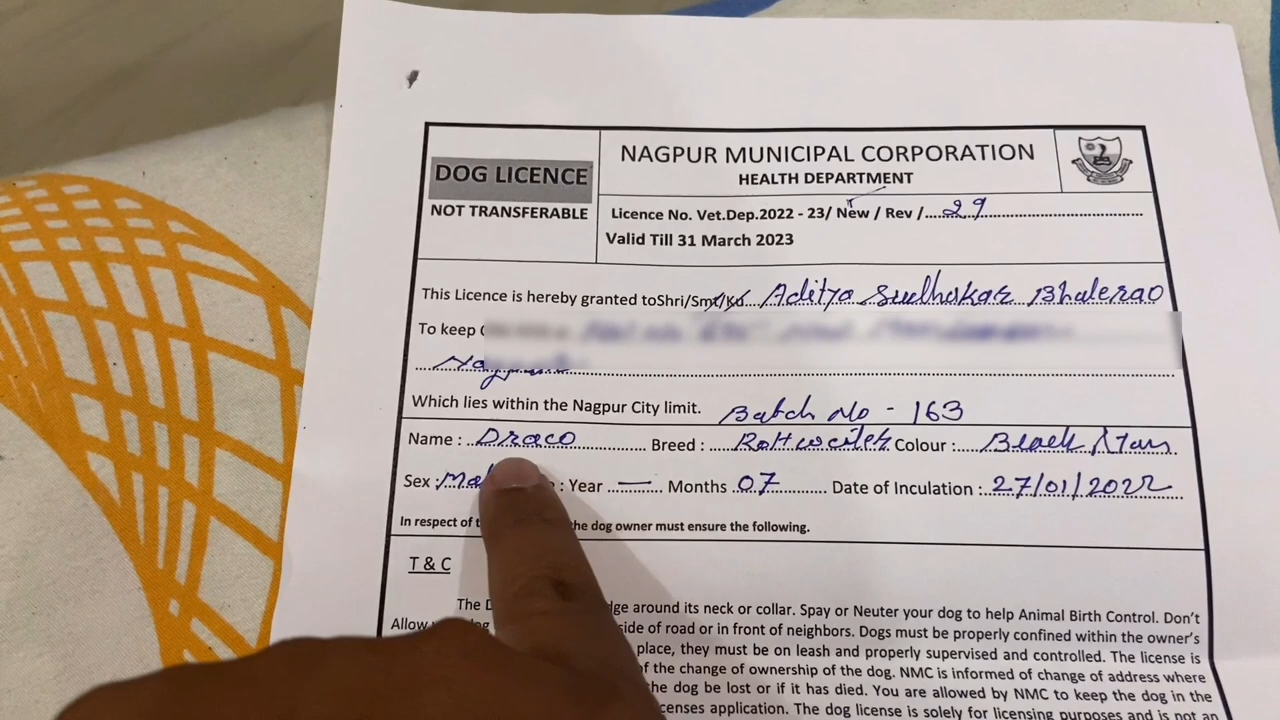 DOG LICENCE
NOT TRANSFERABLE
NAGPUR MUNICIPAL CORPORATION
HEALTH DEPARTMENT
Licence No. Vet.Dep.2022 - 23/ New / Rev /....29
Valid Till 31 March 2023
This Licence is hereby granted toShri/Smt/Ku. Aditya Sudhakar Bhalerao
To keep
Which lies within the Nagpur City limit. Batch No - 163
Name : Draco Breed : Rottweiler Colour : Black / Tan
Sex : : Year — Months 07 Date of Inculation : 27/01/2022
In respect of the dog owner must ensure the following.
T & C
The around its neck or collar. Spay or Neuter your dog to help Animal Birth Control. Don't
Allow side of road or in front of neighbors. Dogs must be properly confined within the owner's
place, they must be on leash and properly supervised and controlled. The license is
of the change of ownership of the dog. NMC is informed of change of address where
the dog be lost or if it has died. You are allowed by NMC to keep the dog in the
application. The dog license is solely for licensing purposes and is not an